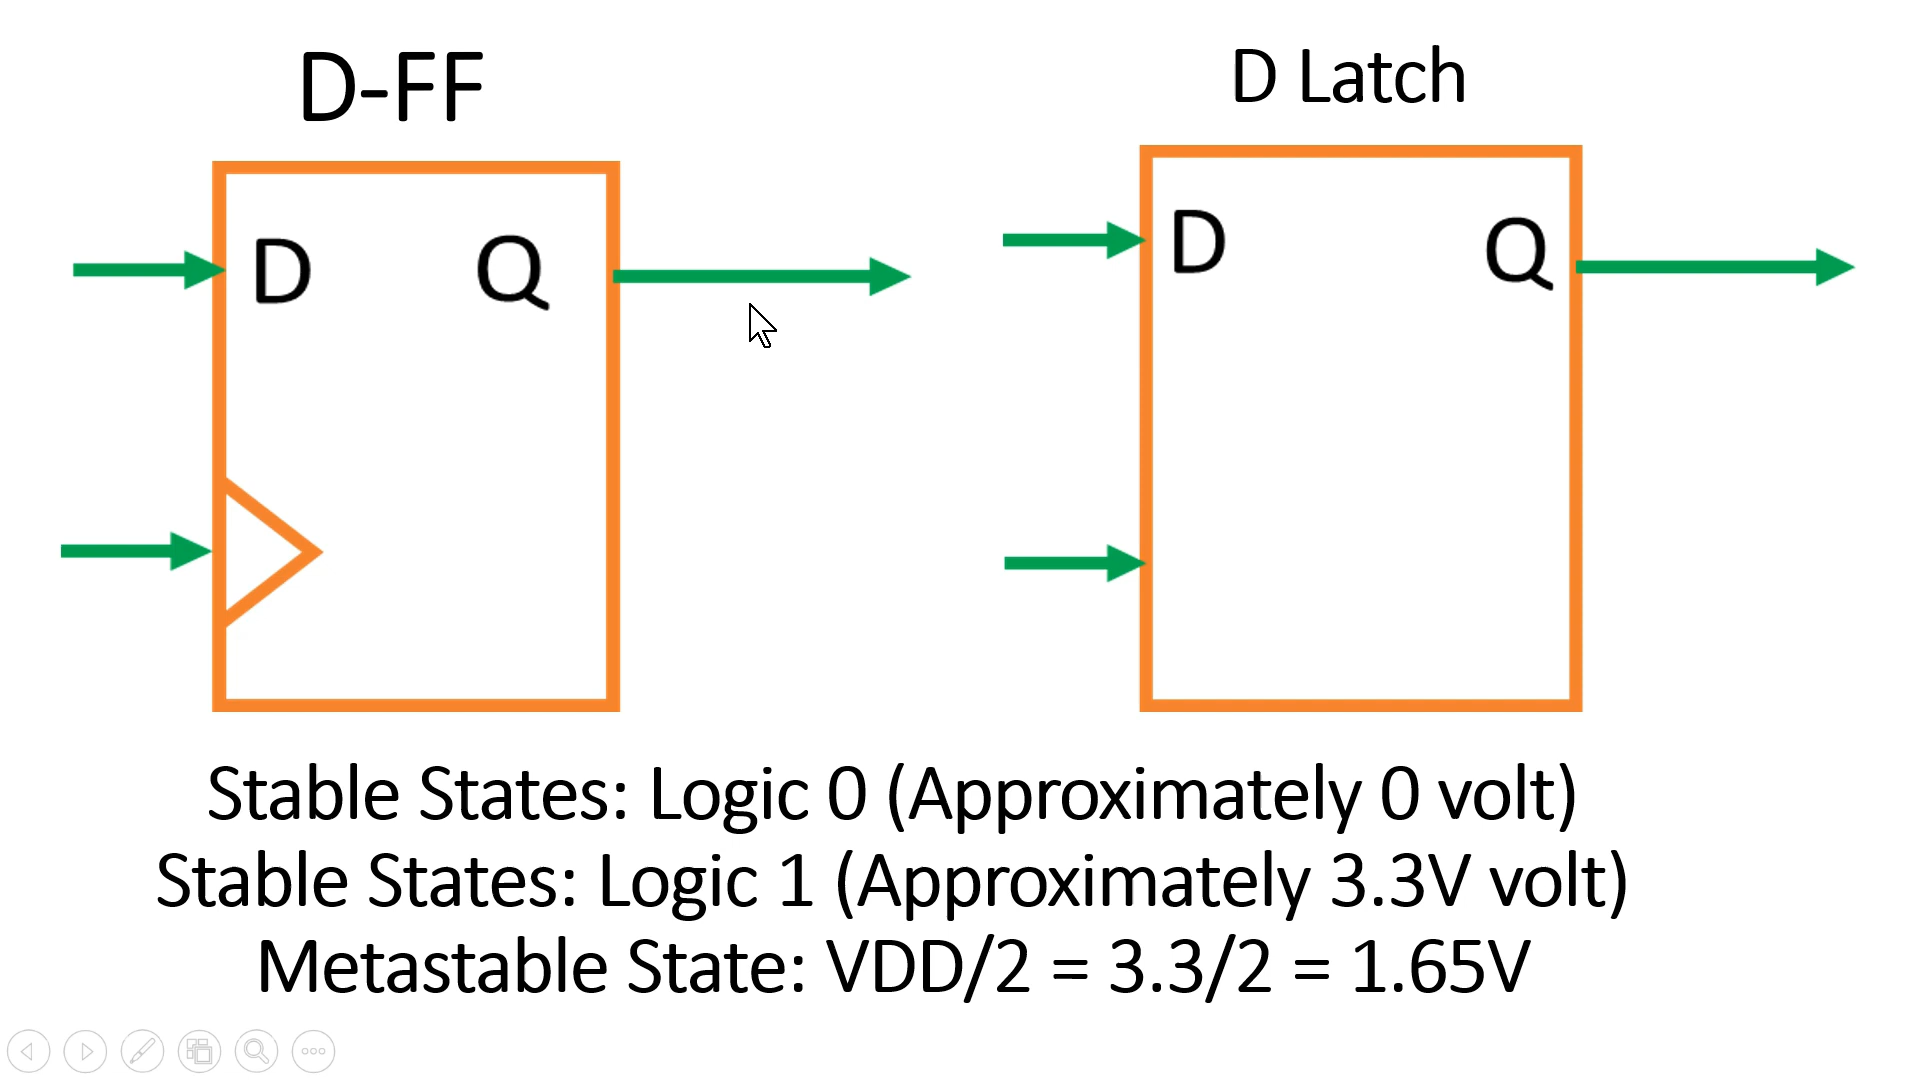 D-FF
D Latch
D Q
D Q
Stable States: Logic 0 (Approximately 0 volt)
Stable States: Logic 1 (Approximately 3.3V volt)
Metastable State: VDD/2 = 3.3/2 = 1.65V